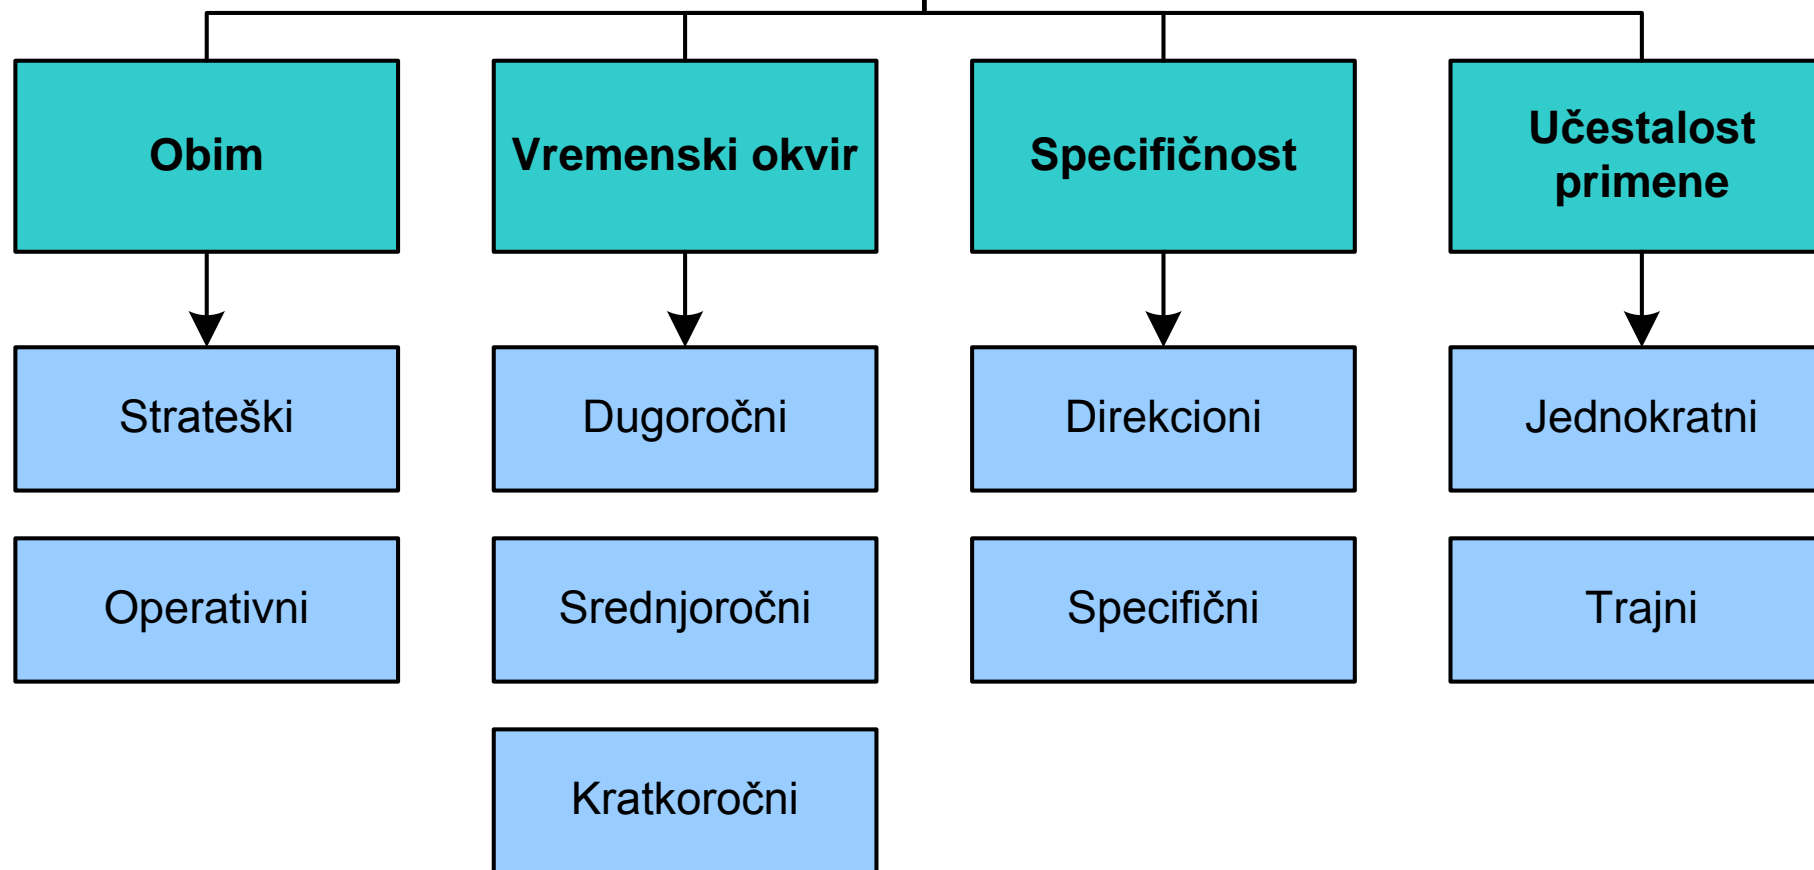 Obim
Vremenski okvir
Specifičnost
Učestalost
primene
Strateški
Dugoročni
Direkcioni
Jednokratni
Operativni
Srednjoročni
Specifični
Trajni
Kratkoročni